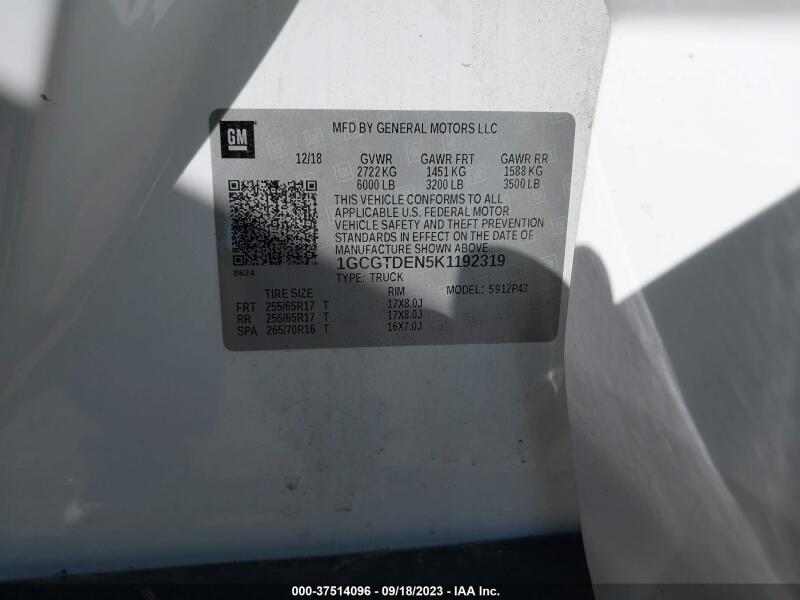 GM
MFD BY GENERAL MOTORS LLC
12/18 GVWR GAWR FRT GAWR RR
2722 KG 1451 KG 1588 KG
6000 LB 3200 LB 3500 LB
THIS VEHICLE CONFORMS TO ALL
APPLICABLE U.S. FEDERAL MOTOR
VEHICLE SAFETY AND THEFT PREVENTION
STANDARDS IN EFFECT ON THE DATE OF
MANUFACTURE SHOWN ABOVE.
8624
1GCGTDEN5K1192319
TYPE: TRUCK
TIRE SIZE RIM MODEL: 5912P43
FRT 255/65R17 T 17X8.0J
RR 255/65R17 T 17X8.0J
SPA 265/70R16 T 16X7.0J
000-37514096 - 09/18/2023 - IAA Inc.